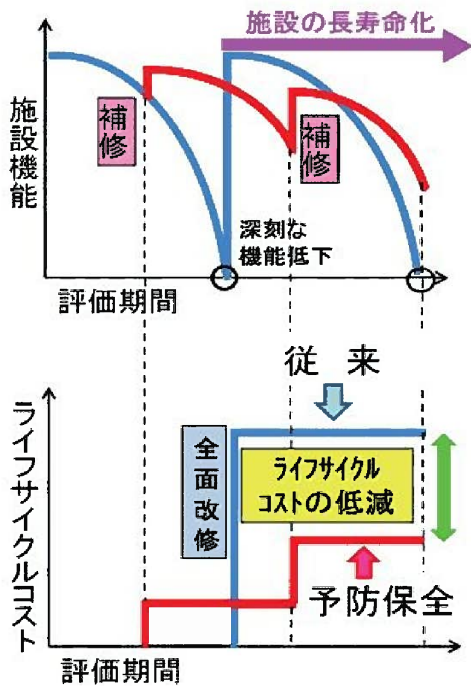 施設の長寿命化
施設機能
補修
補修
深刻な
機能低下
評価期間
従来
ライフサイクルコスト
全面改修
ライフサイクル
コストの低減
予防保全
評価期間